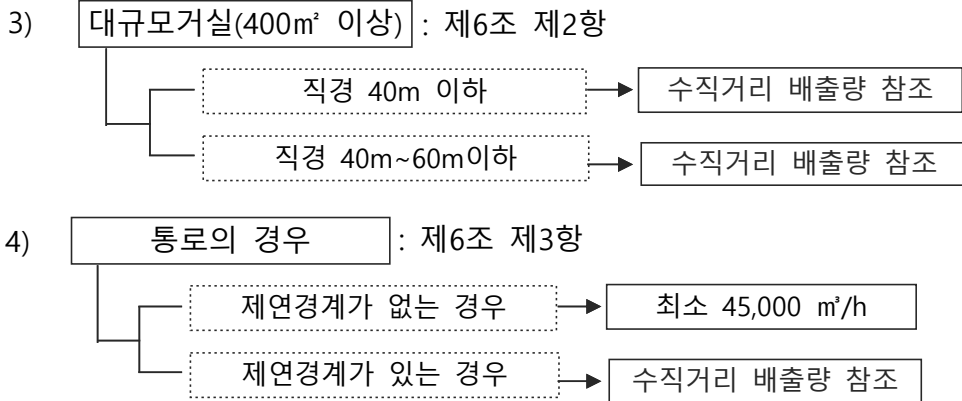 3) 대규모거실(400㎡ 이상) : 제6조 제2항
직경 40m 이하 수직거리 배출량 참조
직경 40m~60m이하 수직거리 배출량 참조
4) 통로의 경우 : 제6조 제3항
제연경계가 없는 경우 최소 45,000 ㎥/h
제연경계가 있는 경우 수직거리 배출량 참조